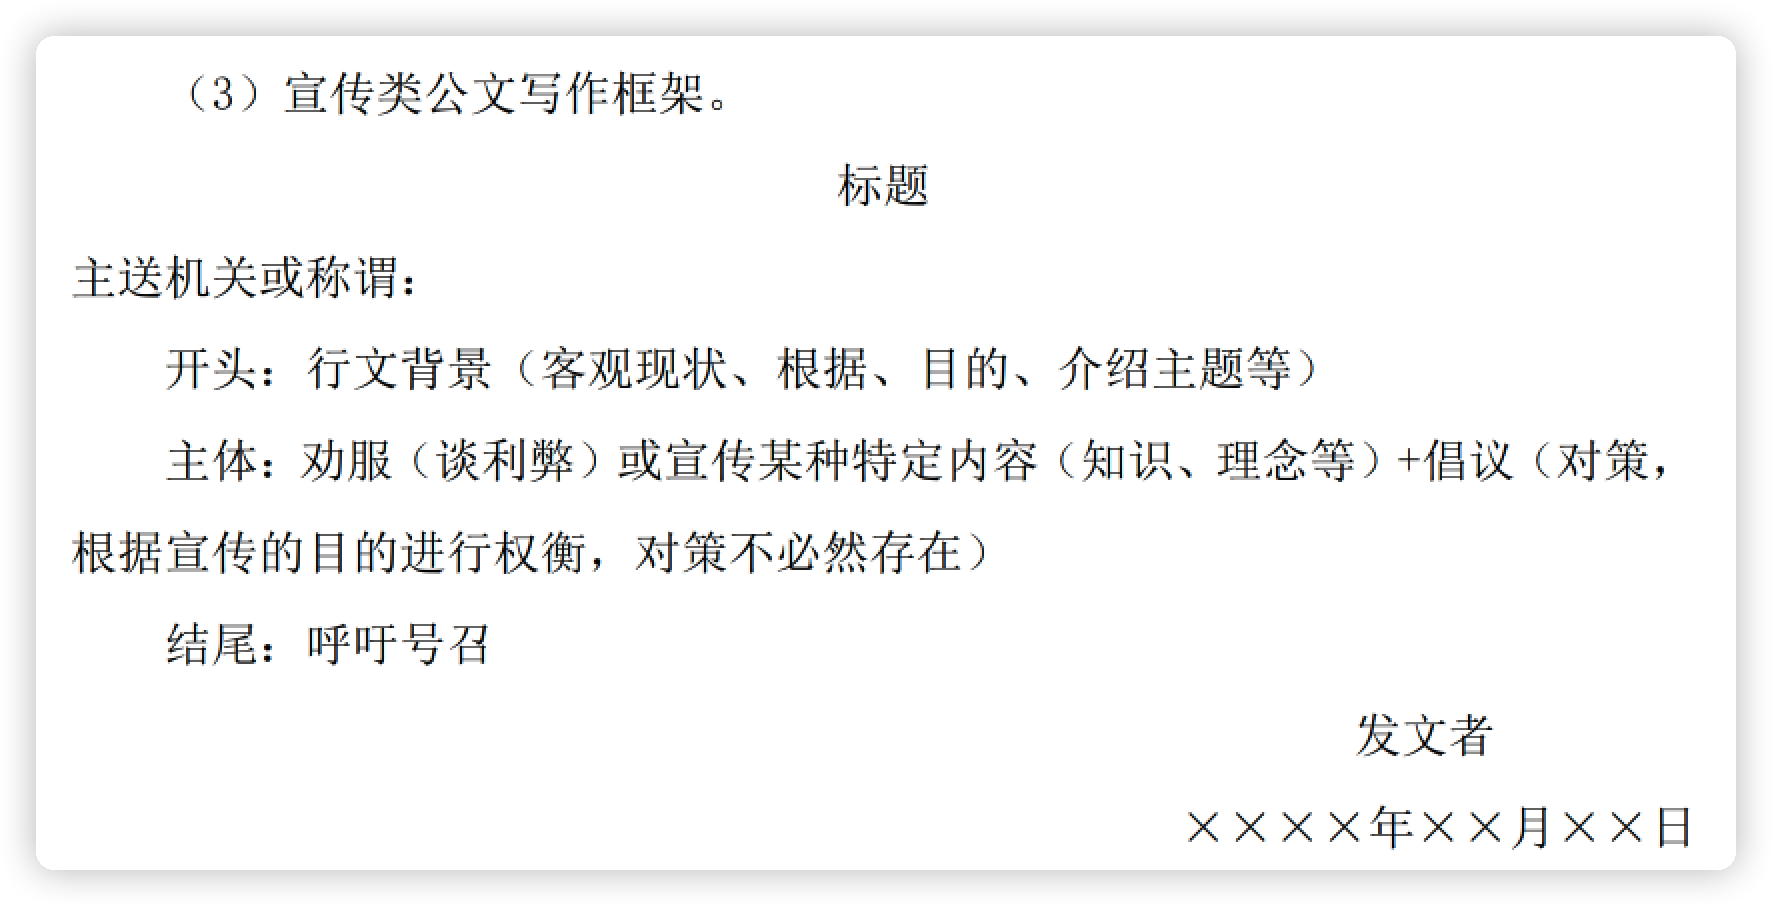 （3）宣传类公文写作框架。
标题
主送机关或称谓：
开头：行文背景（客观现状、根据、目的、介绍主题等）
主体：劝服（谈利弊）或宣传某种特定内容（知识、理念等）+倡议（对策，
根据宣传的目的进行权衡，对策不必然存在）
结尾：呼吁号召
发文者
××××年××月××日